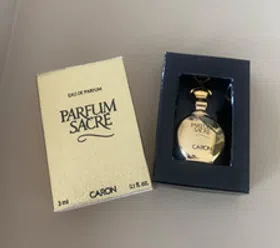 EAU DE PARFUM
PARFUM
SACRÉ
3 ml
CARON
0.1 fl. oz.
PARFUM
SACRÉ
CARON